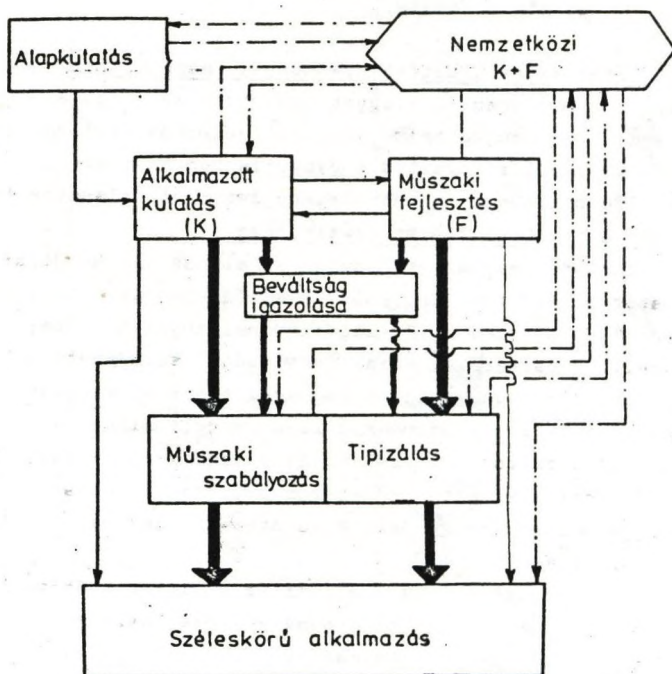 Alapkutatás
Nemzetközi
K+F
Alkalmazott
kutatás
(K)
Műszaki
fejlesztés
(F)
Beváltság
igazolása
Műszaki
szabályozás
Tipizálás
Széleskörű alkalmazás